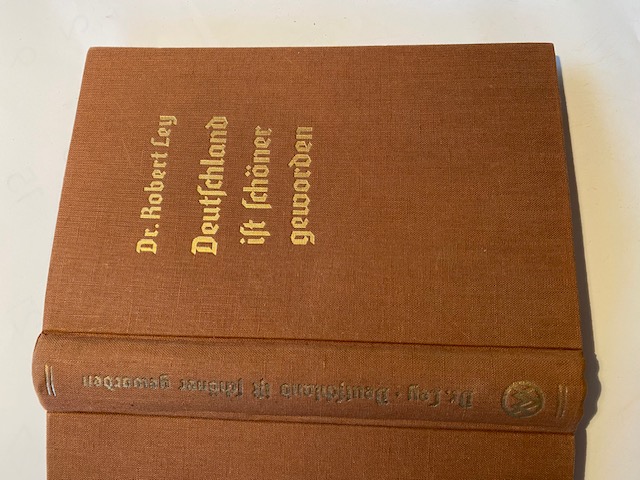 Dr. Robert Ley
Deutſchland
iſt ſchöner
geworden
Dr. Ley · Deutſchland iſt ſchöner geworden